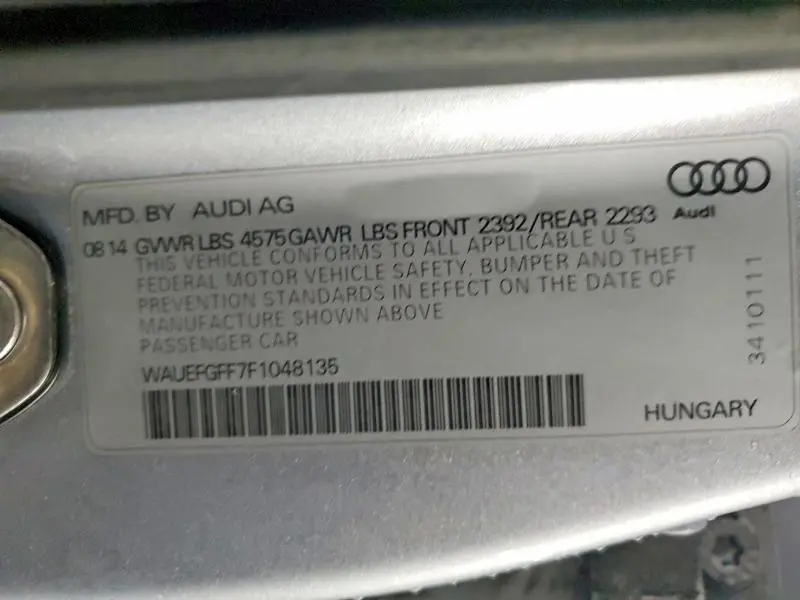 MFD. BY AUDI AG
Audi
08 14 GVWR LBS 4575 GAWR LBS FRONT 2392/REAR 2293
THIS VEHICLE CONFORMS TO ALL APPLICABLE U S
FEDERAL MOTOR VEHICLE SAFETY, BUMPER AND THEFT
PREVENTION STANDARDS IN EFFECT ON THE DATE OF
MANUFACTURE SHOWN ABOVE
PASSENGER CAR
WAUEFGFF7F1048135
HUNGARY
3410111